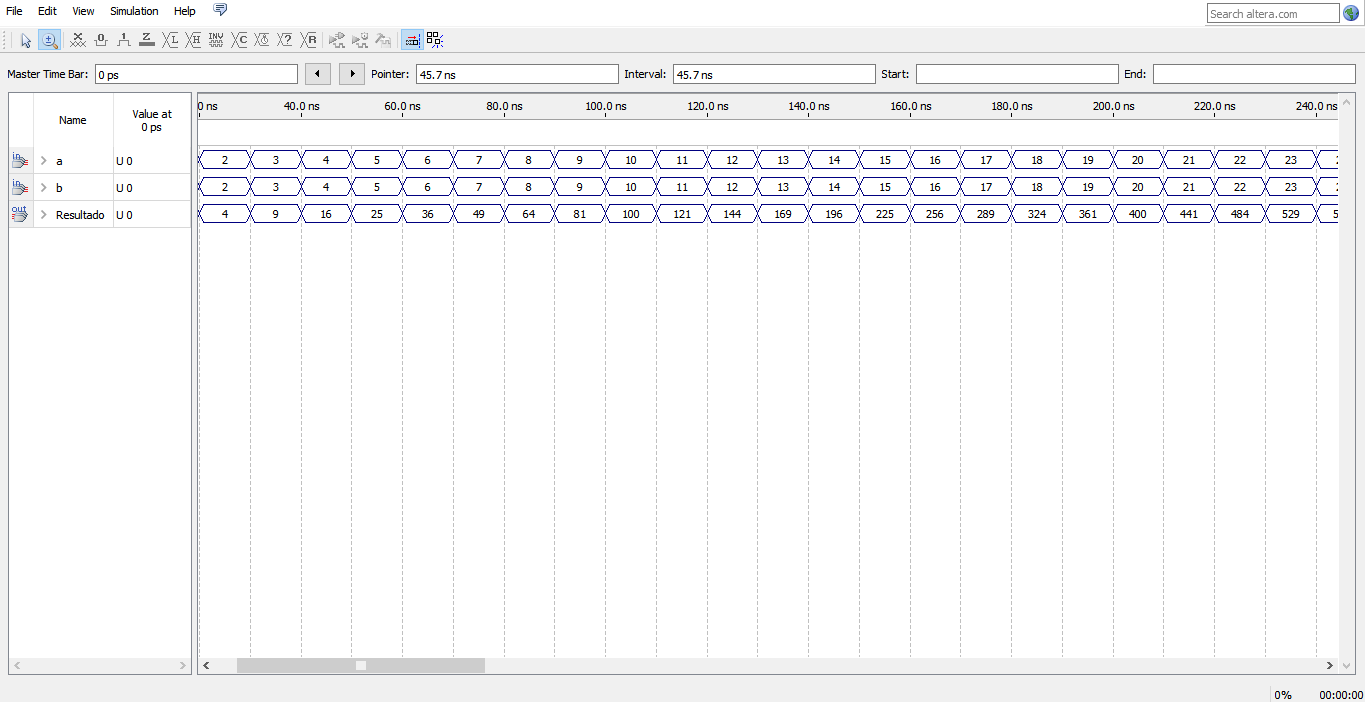 File Edit View Simulation Help
Search altera.com
Master Time Bar: 0 ps Pointer: 45.7 ns Interval: 45.7 ns Start: End:
Name Value at 0 ps
0 ns 40.0 ns 60.0 ns 80.0 ns 100.0 ns 120.0 ns 140.0 ns 160.0 ns 180.0 ns 200.0 ns 220.0 ns 240.0 ns
in a U 0 2 3 4 5 6 7 8 9 10 11 12 13 14 15 16 17 18 19 20 21 22 23
in b U 0 2 3 4 5 6 7 8 9 10 11 12 13 14 15 16 17 18 19 20 21 22 23
out Resultado U 0 4 9 16 25 36 49 64 81 100 121 144 169 196 225 256 289 324 361 400 441 484 529 5
0% 00:00:00